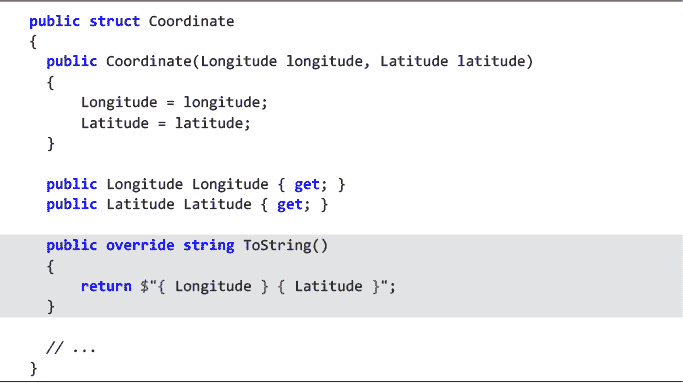 public struct Coordinate
{
  public Coordinate(Longitude longitude, Latitude latitude)
  {
      Longitude = longitude;
      Latitude = latitude;
  }
  public Longitude Longitude { get; }
  public Latitude Latitude { get; }
  public override string ToString()
  {
      return $"{ Longitude } { Latitude }";
  }
  // ...
}